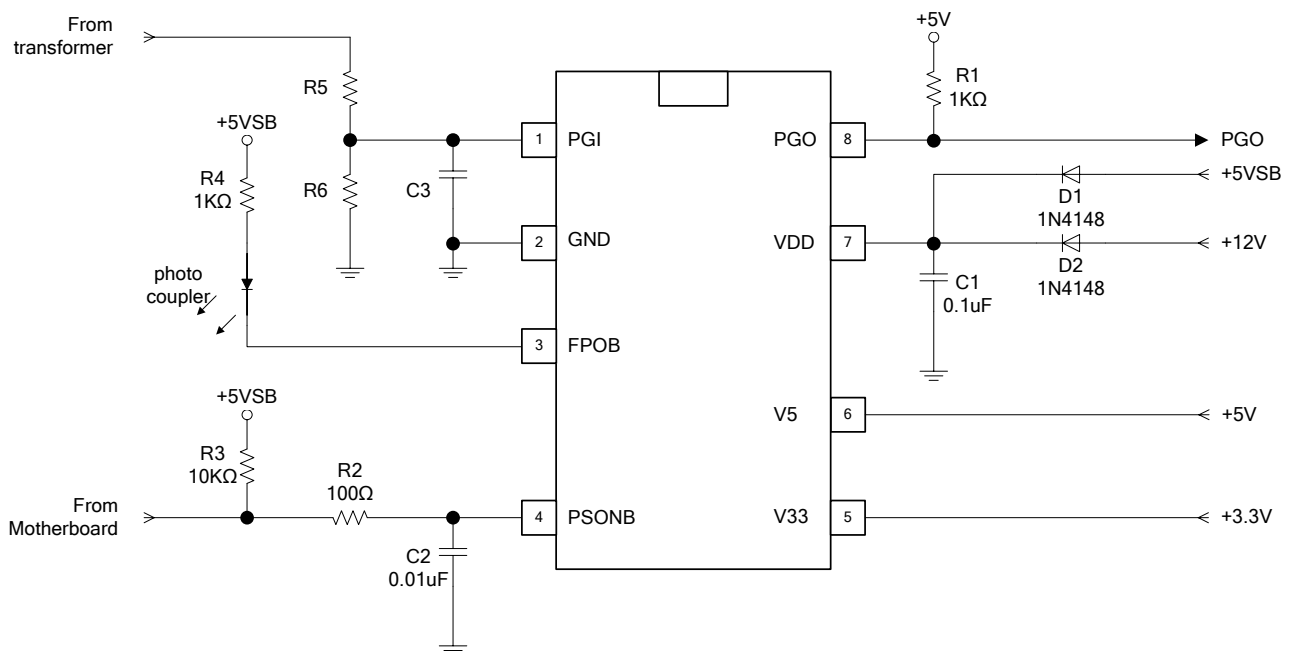 From
transformer
R5
+5VSB
R4
1KΩ
R6
C3
photo
coupler
+5VSB
R3
10KΩ
R2
100Ω
From
Motherboard
C2
0.01uF
1 PGI
2 GND
3 FPOB
4 PSONB
PGO 8
VDD 7
V5 6
V33 5
+5V
R1
1KΩ
PGO
+5VSB
D1
1N4148
+12V
D2
1N4148
C1
0.1uF
+5V
+3.3V